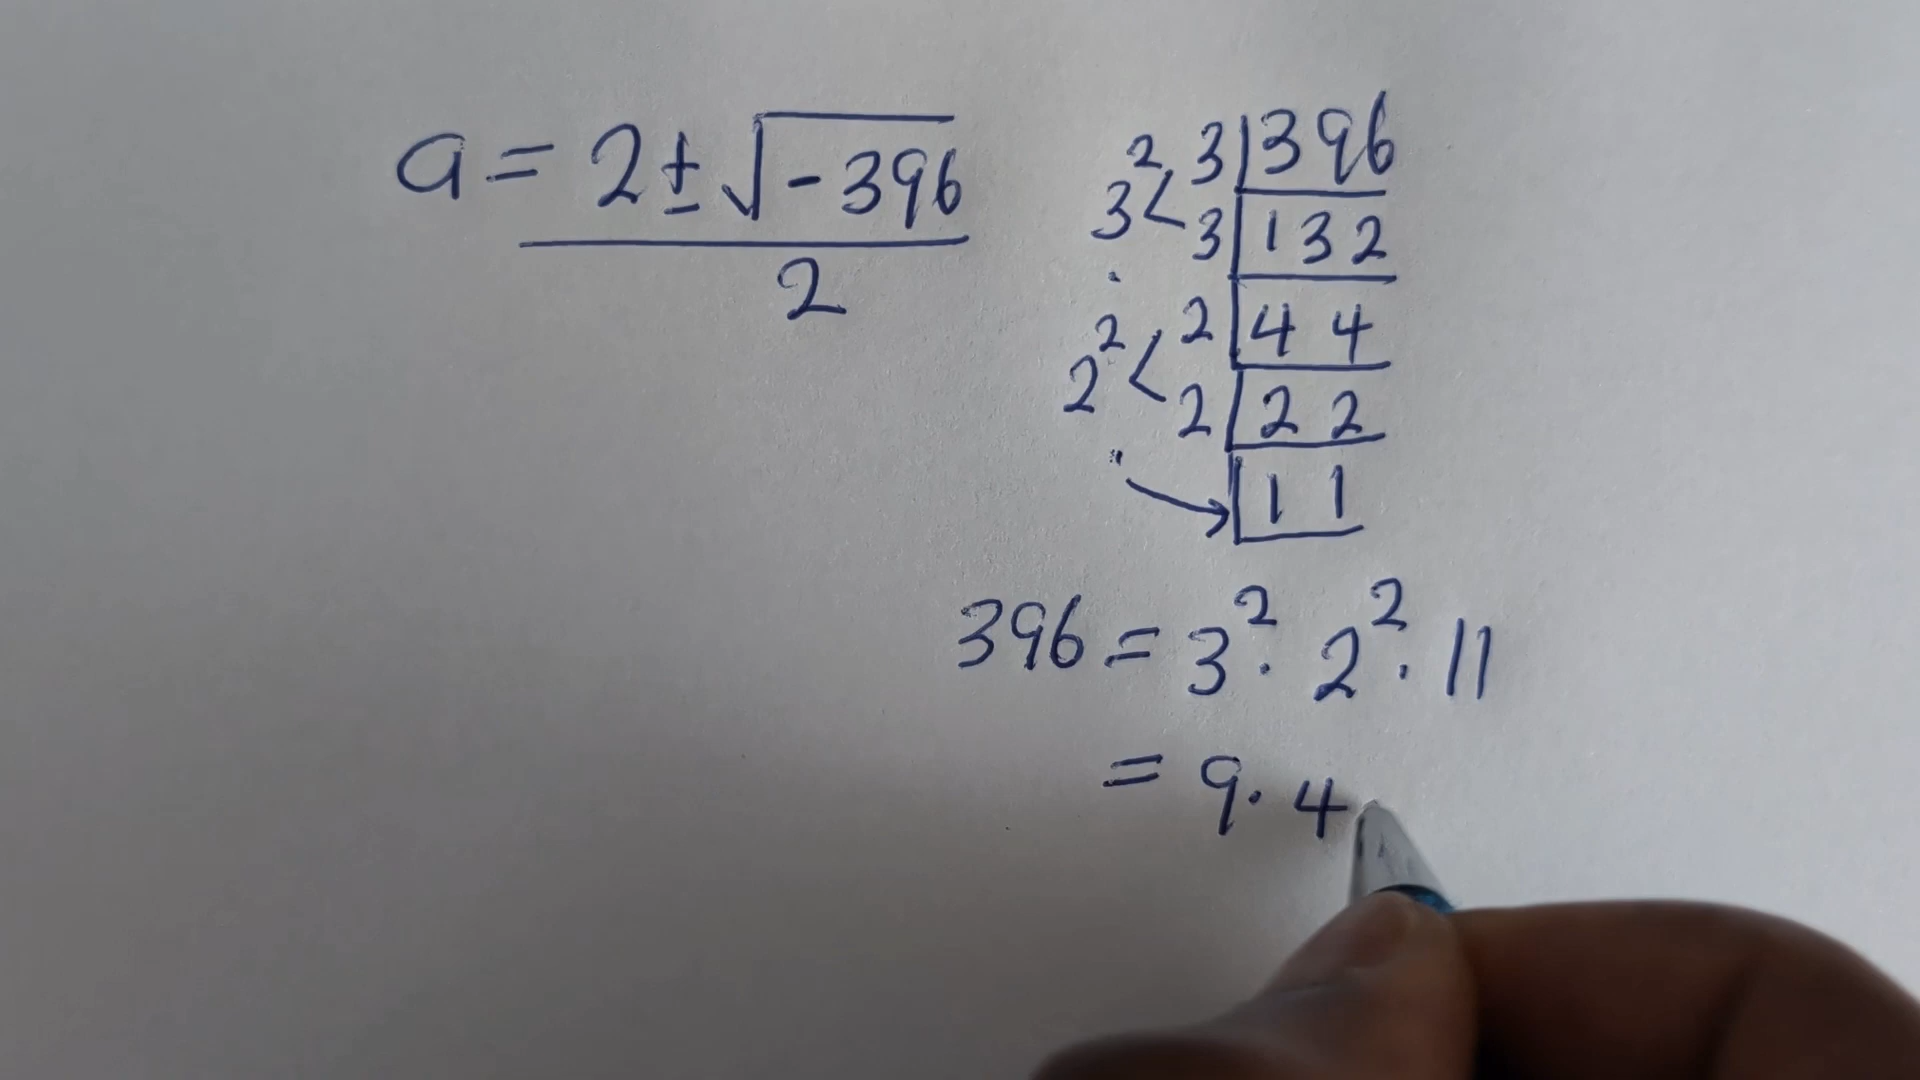 a = 2 ± √-396
2
3² < 3 | 396
3 | 132
.
2² < 2 | 44
2 | 22
. → | 11
396 = 3² . 2² . 11
= 9 . 4